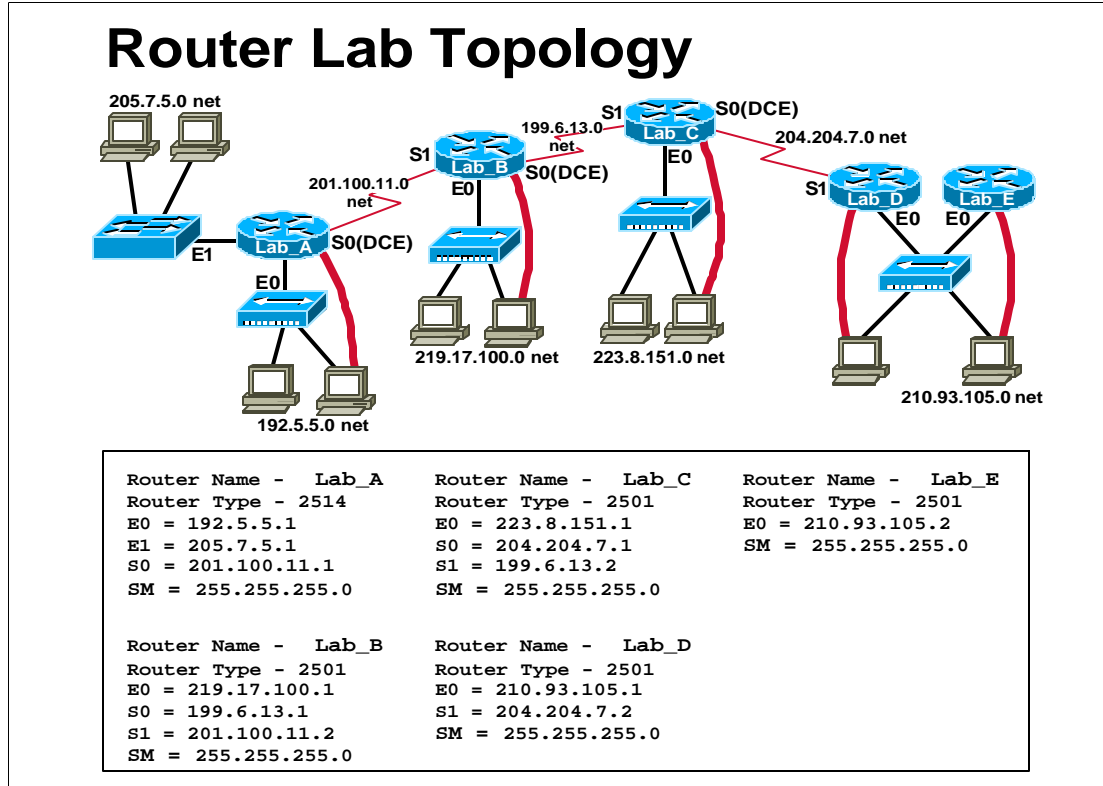 Router Lab Topology
205.7.5.0 net
S1
S0(DCE)
199.6.13.0
net
Lab_C
204.204.7.0 net
S1
Lab_B
E0
S0(DCE)
E0
201.100.11.0
net
S1
Lab_D
Lab_E
E0
E0
Lab_A
S0(DCE)
E1
E0
219.17.100.0 net
223.8.151.0 net
210.93.105.0 net
192.5.5.0 net
Router Name - Lab_A
Router Type - 2514
E0 = 192.5.5.1
E1 = 205.7.5.1
S0 = 201.100.11.1
SM = 255.255.255.0
Router Name - Lab_C
Router Type - 2501
E0 = 223.8.151.1
S0 = 204.204.7.1
S1 = 199.6.13.2
SM = 255.255.255.0
Router Name - Lab_E
Router Type - 2501
E0 = 210.93.105.2
SM = 255.255.255.0
Router Name - Lab_B
Router Type - 2501
E0 = 219.17.100.1
S0 = 199.6.13.1
S1 = 201.100.11.2
SM = 255.255.255.0
Router Name - Lab_D
Router Type - 2501
E0 = 210.93.105.1
S1 = 204.204.7.2
SM = 255.255.255.0